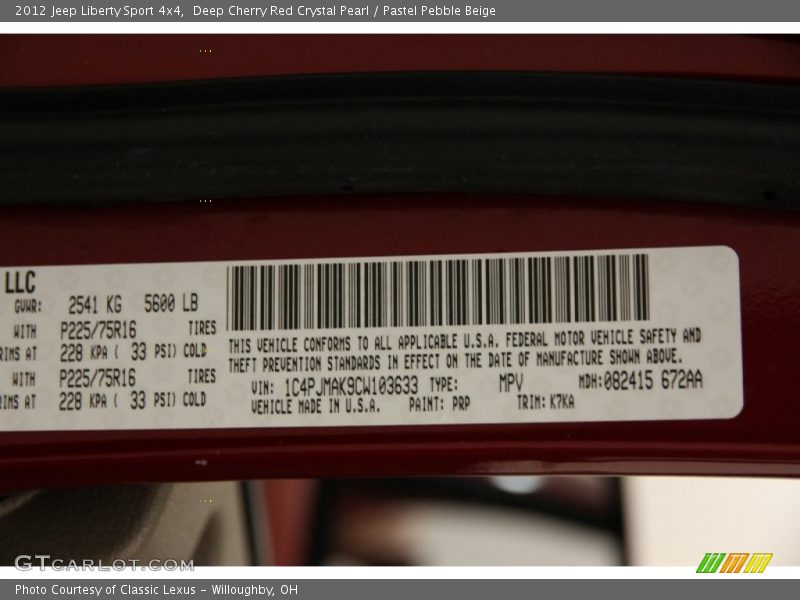 2012 Jeep Liberty Sport 4x4, Deep Cherry Red Crystal Pearl / Pastel Pebble Beige
LLC
GVWR: 2541 KG 5600 LB
WITH P225/75R16 TIRES
RIMS AT 228 KPA ( 33 PSI) COLD
WITH P225/75R16 TIRES
RIMS AT 228 KPA ( 33 PSI) COLD
THIS VEHICLE CONFORMS TO ALL APPLICABLE U.S.A. FEDERAL MOTOR VEHICLE SAFETY AND
THEFT PREVENTION STANDARDS IN EFFECT ON THE DATE OF MANUFACTURE SHOWN ABOVE.
VIN: 1C4PJMAK9CW103633 TYPE: MPV MDH:082415 672AA
VEHICLE MADE IN U.S.A. PAINT: PRP TRIM: K7KA
GTCARLOT.COM
Photo Courtesy of Classic Lexus - Willoughby, OH